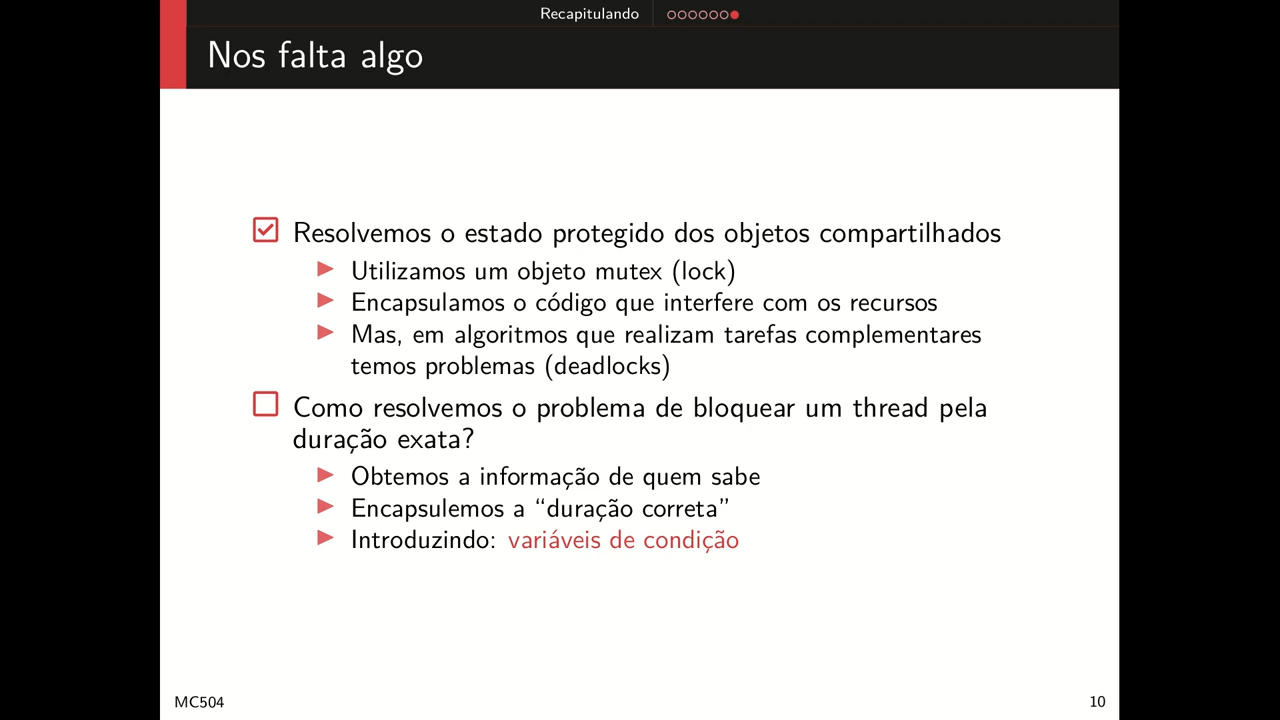 Recapitulando
Nos falta algo
Resolvemos o estado protegido dos objetos compartilhados
Utilizamos um objeto mutex (lock)
Encapsulamos o código que interfere com os recursos
Mas, em algoritmos que realizam tarefas complementares
temos problemas (deadlocks)
Como resolvemos o problema de bloquear um thread pela
duração exata?
Obtemos a informação de quem sabe
Encapsulemos a “duração correta”
Introduzindo: variáveis de condição
MC504
10